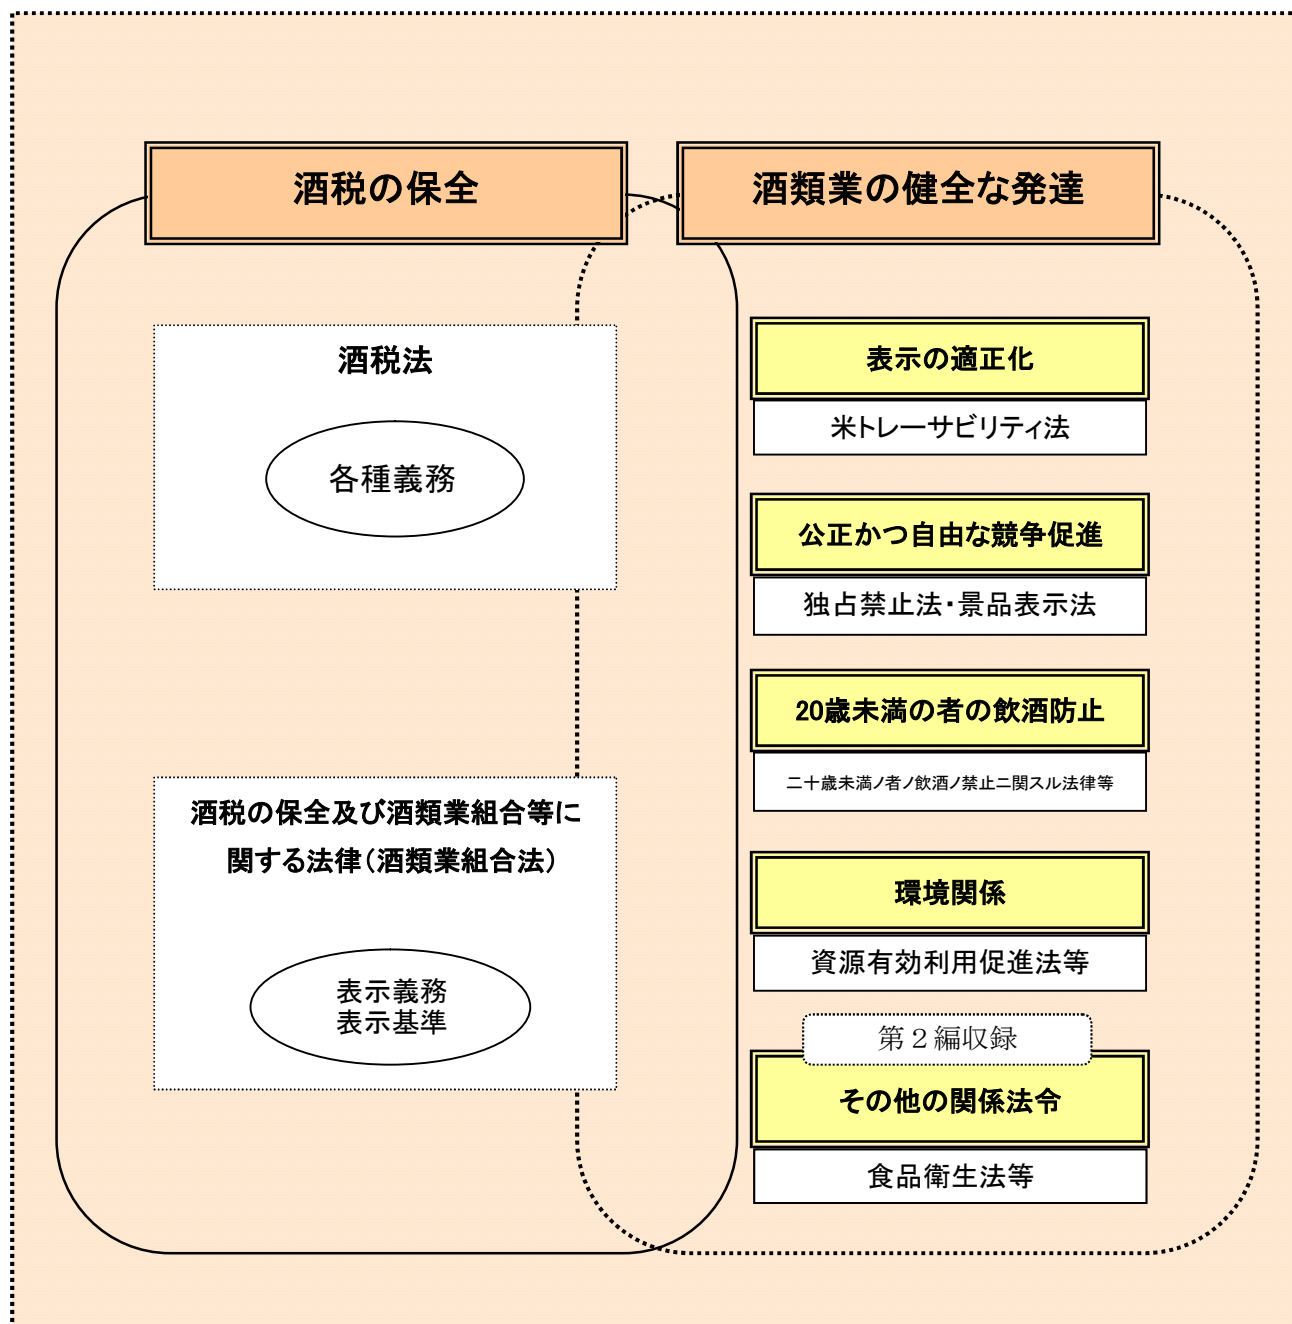 酒税の保全
酒類業の健全な発達
酒税法
各種義務
酒税の保全及び酒類業組合等に
関する法律（酒類業組合法）
表示義務
表示基準
表示の適正化
米トレーサビリティ法
公正かつ自由な競争促進
独占禁止法・景品表示法
20歳未満の者の飲酒防止
二十歳未満ノ者ノ飲酒ノ禁止ニ関スル法律等
環境関係
資源有効利用促進法等
第２編収録
その他の関係法令
食品衛生法等